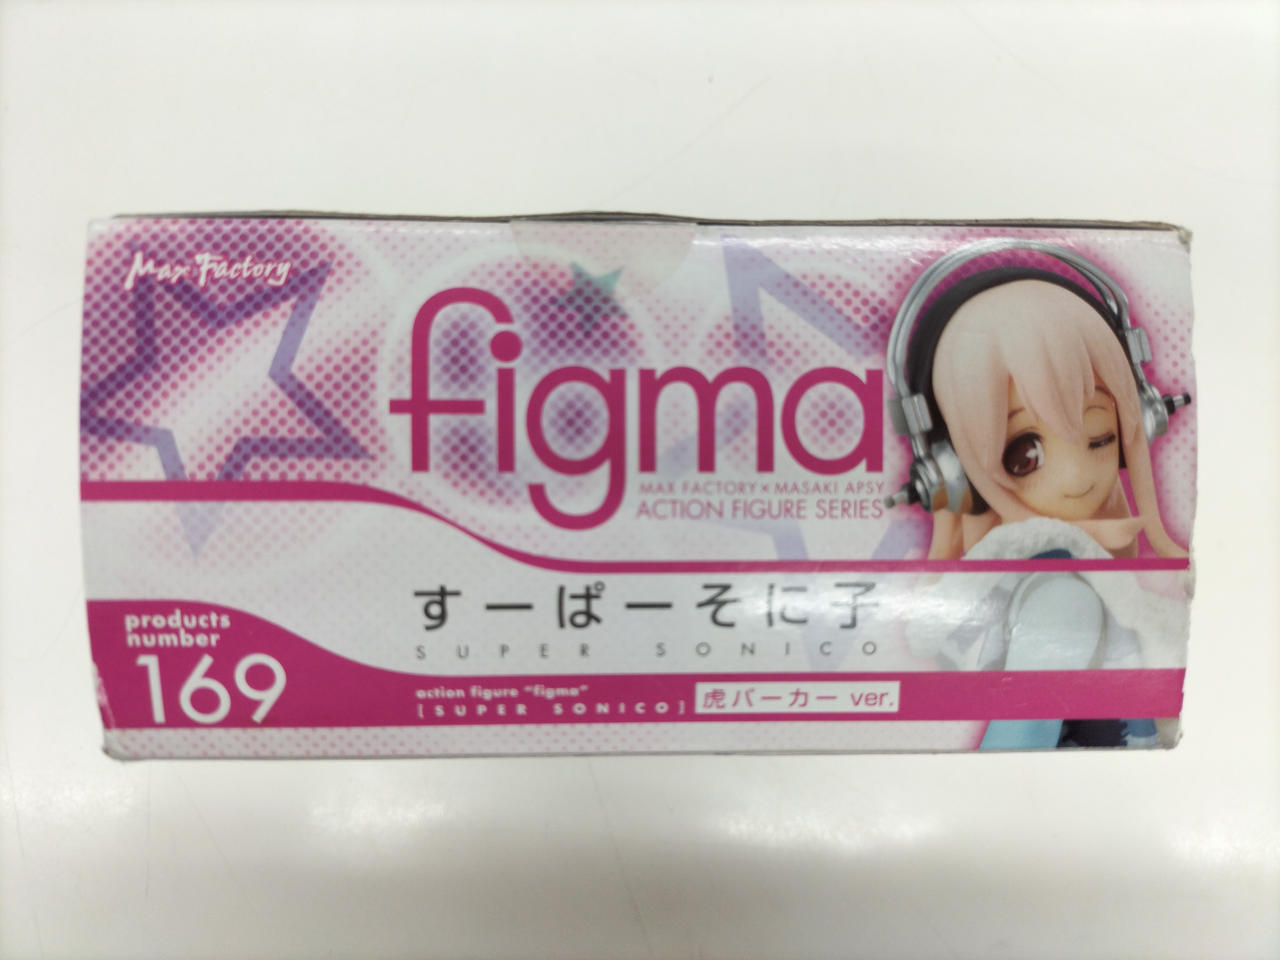 Max Factory
figma
MAX FACTORY×MASAKI APSY
ACTION FIGURE SERIES
すーぱーそに子
SUPER SONICO
products
number
169
action figure "figma"
[SUPER SONICO]
虎パーカー ver.